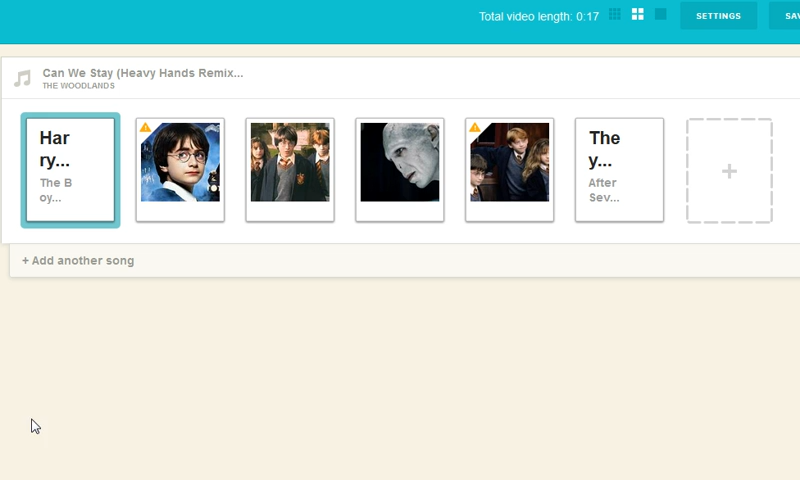 Total video length: 0:17
SETTINGS
SAV
Can We Stay (Heavy Hands Remix...
THE WOODLANDS
Har
ry...
The B
oy...
The
y...
After
Sev...
+ Add another song